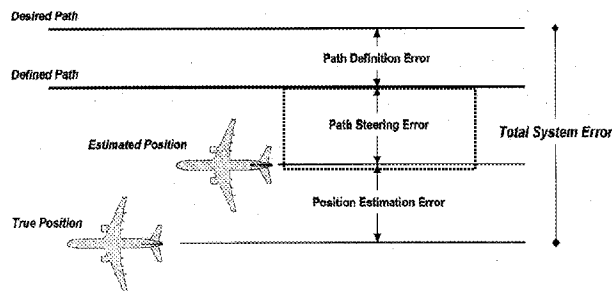 Desired Path
Path Definition Error
Defined Path
Path Steering Error
Total System Error
Estimated Position
Position Estimation Error
True Position